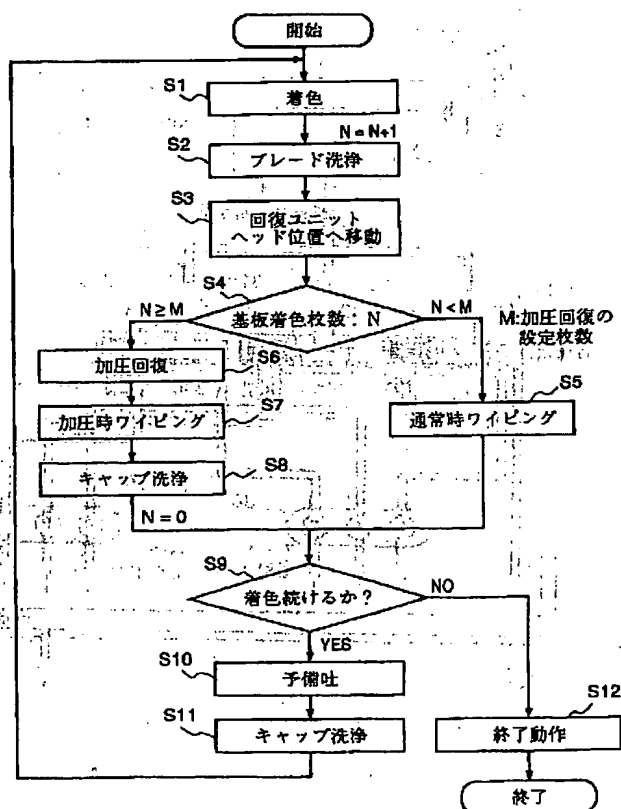 開始
S1
着色
N=N+1
S2
ブレード洗浄
S3
回復ユニット
ヘッド位置へ移動
S4
N≥M
基板着色枚数:N
N<M
M:加圧回復の
設定枚数
加圧回復
S6
S5
加圧時ワイピング
S7
通常時ワイピング
キャップ洗浄
S8
N=0
S9
着色続けるか?
NO
YES
S10
予備吐
S11
キャップ洗浄
S12
終了動作
終了